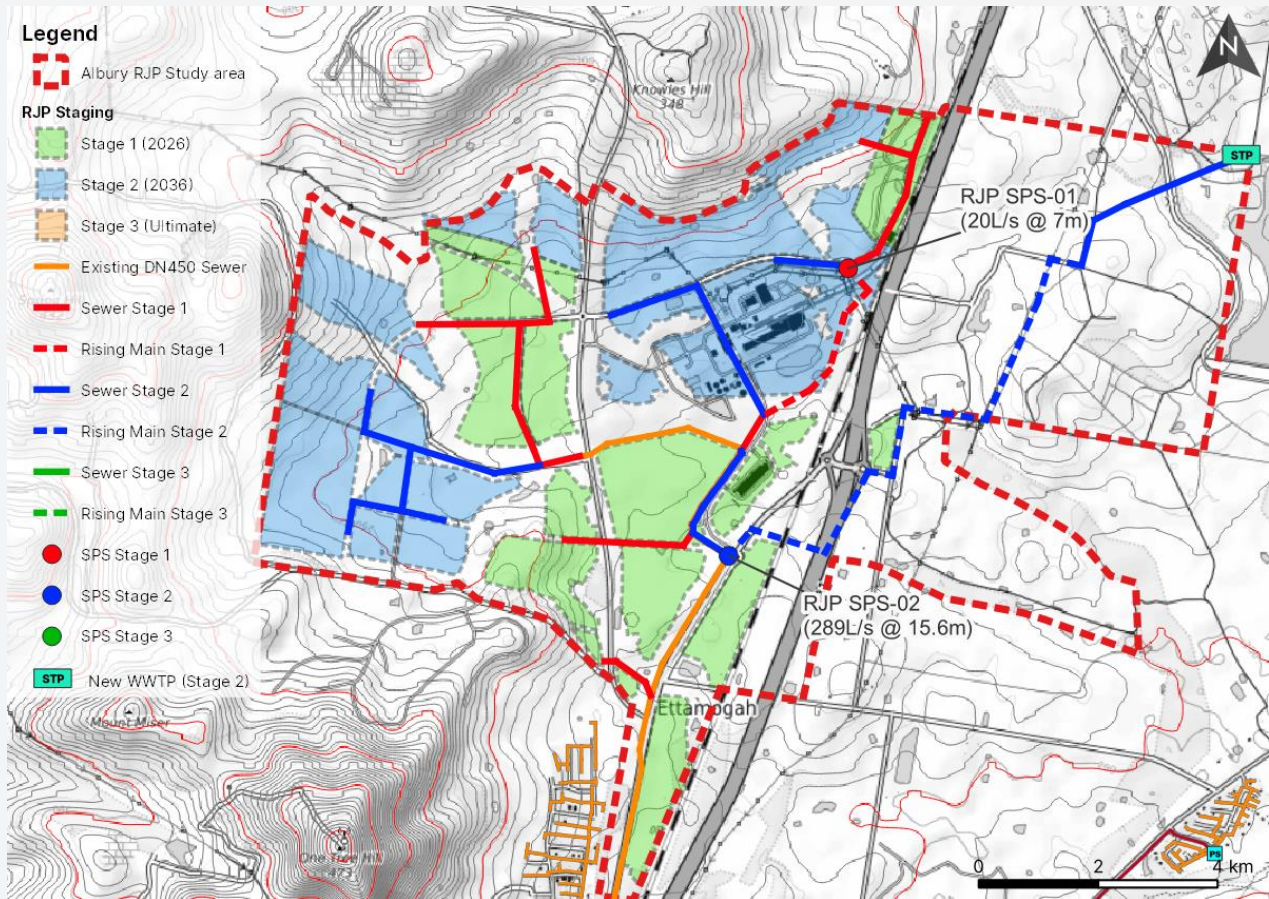 Legend
Albury RJP Study area
RJP Staging
Stage 1 (2026)
Stage 2 (2036)
Stage 3 (Ultimate)
Existing DN450 Sewer
Sewer Stage 1
Rising Main Stage 1
Sewer Stage 2
Rising Main Stage 2
Sewer Stage 3
Rising Main Stage 3
SPS Stage 1
SPS Stage 2
SPS Stage 3
STP New WWTP (Stage 2)
N
Knowles Hill
STP
RJP SPS-01
(20L/s @ 7m)
RJP SPS-02
(289L/s @ 15.6m)
Ettamogah
Mount Miser
One Tree Hill
473
PS
0 2 4 km